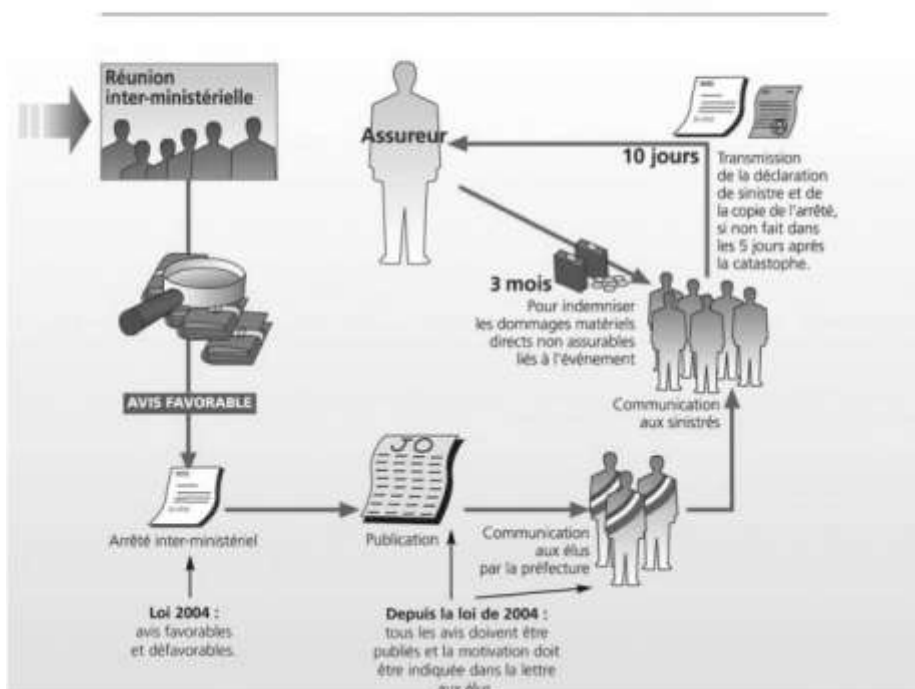 Réunion
inter-ministérielle
Assureur
10 jours
Transmission
de la déclaration
de sinistre et de
la copie de l'arrêté,
si non fait dans
les 5 jours après
la catastrophe.
3 mois
Pour indemniser
les dommages matériels
directs non assurables
liés à l'événement
AVIS FAVORABLE
Communication
aux sinistrés
JO
Arrêté inter-ministériel
Publication
Communication
aux élus
par la préfecture
Loi 2004 :
avis favorables
et défavorables.
Depuis la loi de 2004 :
tous les avis doivent être
publiés et la motivation doit
être indiquée dans la lettre
aux élus